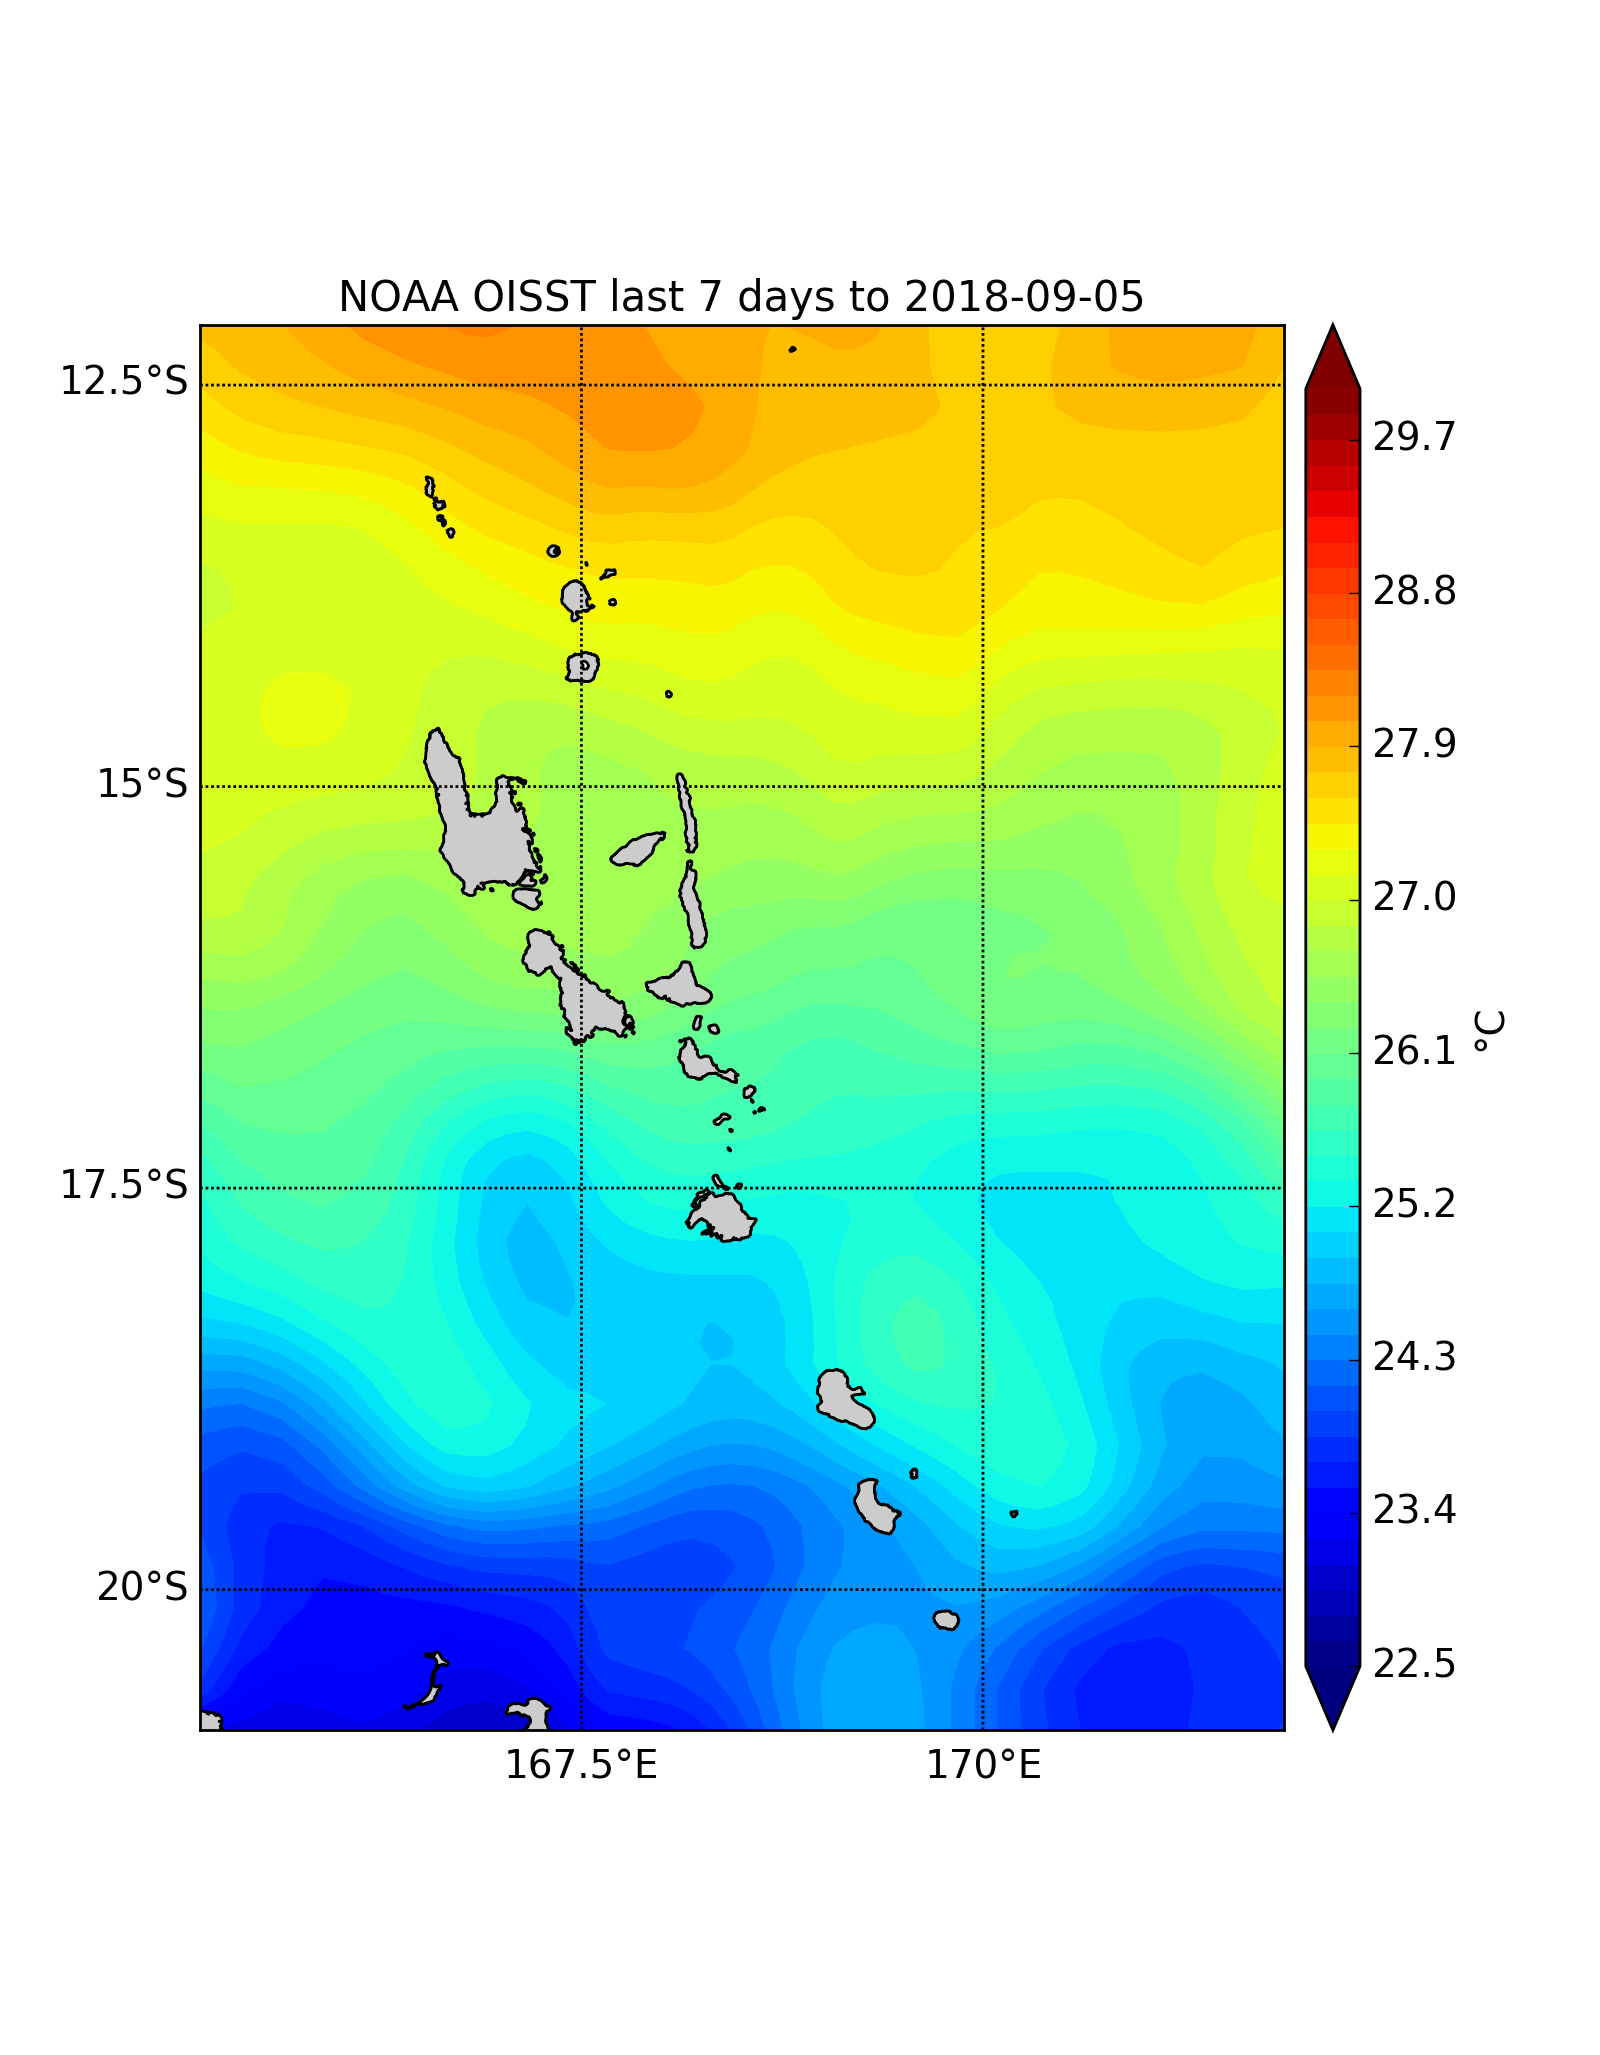 NOAA OISST last 7 days to 2018-09-05
12.5°S
15°S
17.5°S
20°S
167.5°E
170°E
29.7
28.8
27.9
27.0
26.1
25.2
24.3
23.4
22.5
°C